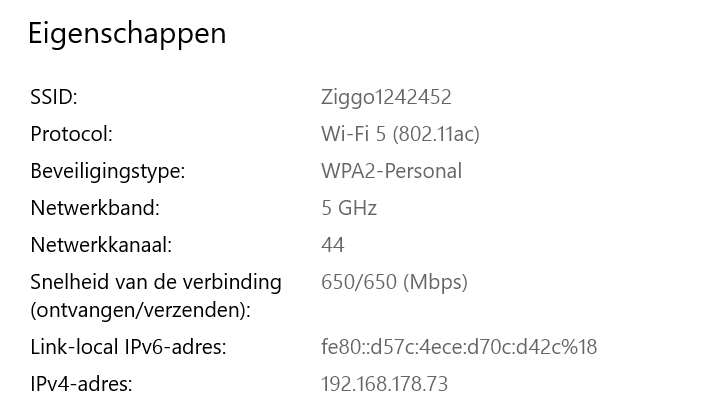 Eigenschappen
SSID: Ziggo1242452
Protocol: Wi-Fi 5 (802.11ac)
Beveiligingstype: WPA2-Personal
Netwerkband: 5 GHz
Netwerkkanaal: 44
Snelheid van de verbinding 650/650 (Mbps)
(ontvangen/verzenden):
Link-local IPv6-adres: fe80::d57c:4ece:d70c:d42c%18
IPv4-adres: 192.168.178.73